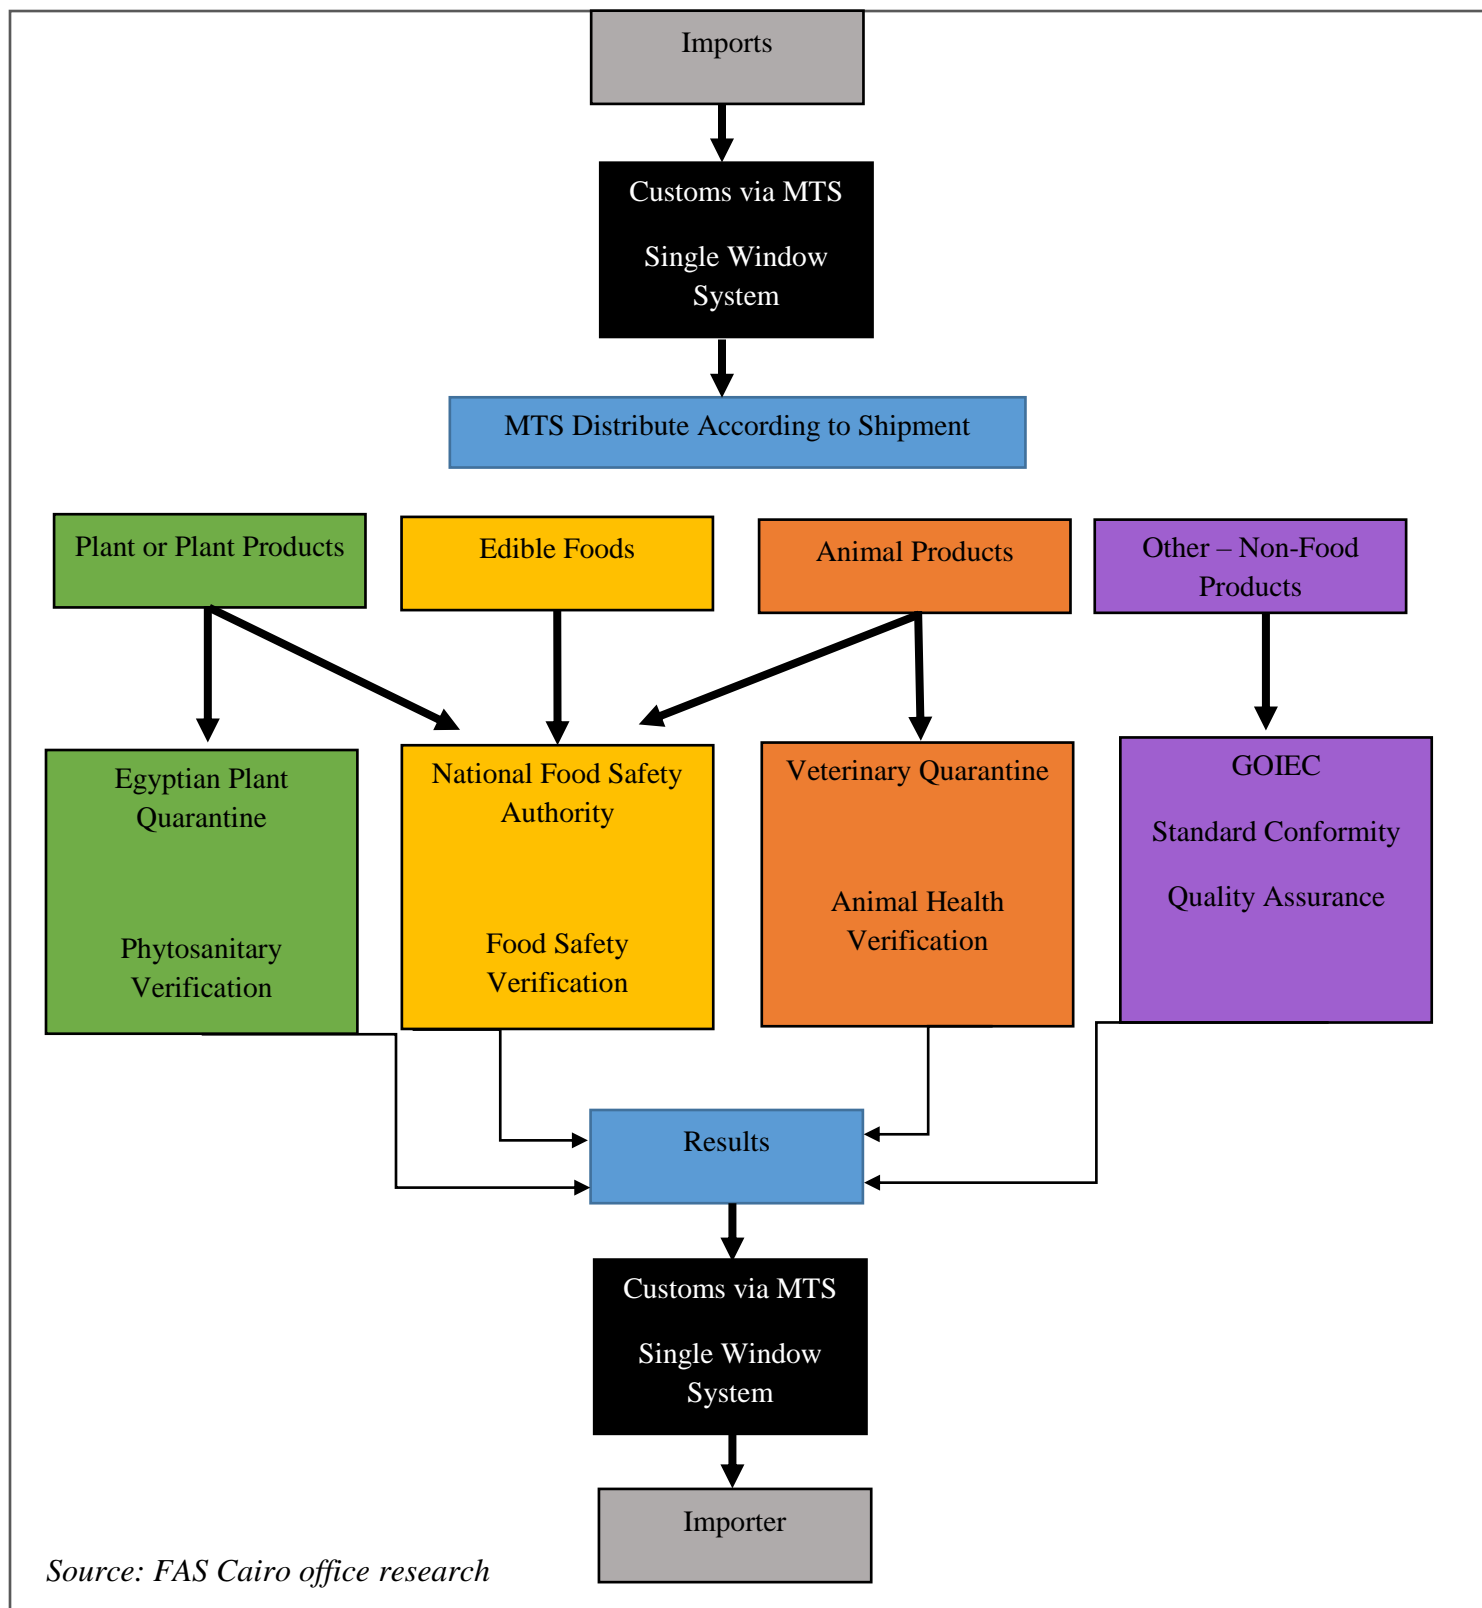 Imports
Customs via MTS
Single Window
System
MTS Distribute According to Shipment
Plant or Plant Products
Edible Foods
Animal Products
Other – Non-Food
Products
Egyptian Plant
Quarantine
Phytosanitary
Verification
National Food Safety
Authority
Food Safety
Verification
Veterinary Quarantine
Animal Health
Verification
GOIEC
Standard Conformity
Quality Assurance
Results
Customs via MTS
Single Window
System
Importer
Source: FAS Cairo office research